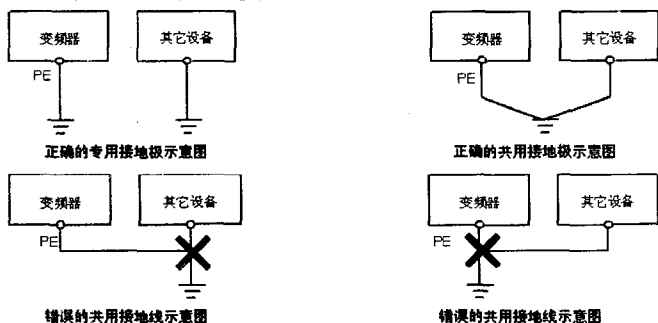 变频器 其它设备 变频器 其它设备
PE PE
正确的专用接地极示意图 正确的共用接地极示意图
变频器 其它设备 变频器 其它设备
PE PE
错误的共用接地线示意图 错误的共用接地线示意图